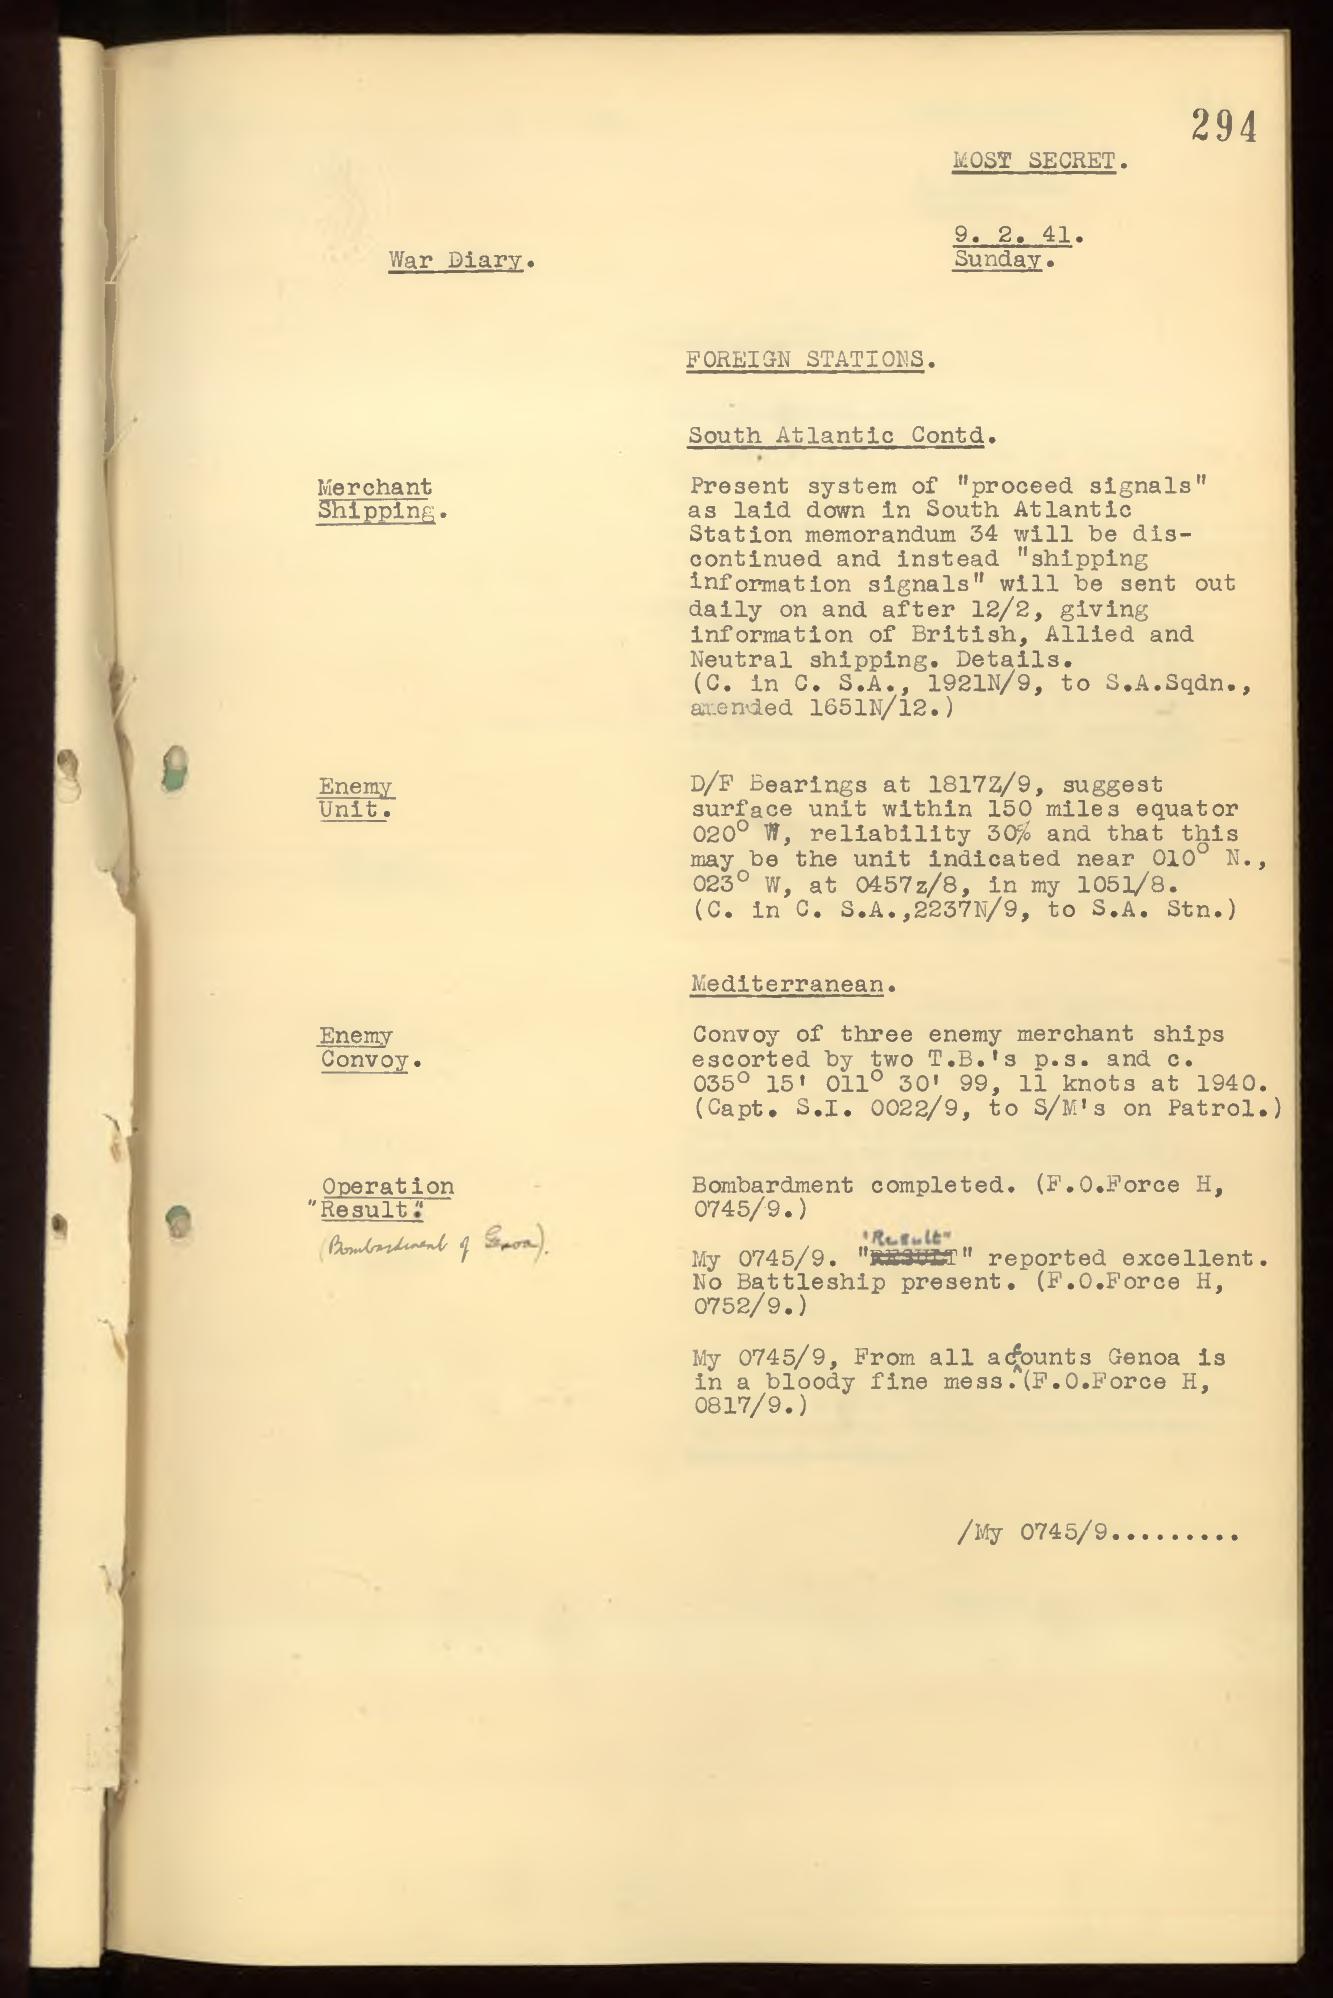 294
MOST SECRET.
9. 2. 41.
War Diary.
Sunday.
FOREIGN STATIONS.
South Atlantic Contd.
Merchant
Shipping.
Present system of "proceed signals"
as laid down in South Atlantic
Station memorandum 34 will be dis-
continued and instead "shipping
information signals" will be sent out
daily on and after 12/2, giving
information of British, Allied and
Neutral shipping. Details.
(C. in C. S.A., 1921N/9, to S.A.Sqdn.,
amended 1651N/12.)
Enemy
Unit.
D/F Bearings at 1817Z/9, suggest
surface unit within 150 miles equator
020° W, reliability 30% and that this
may be the unit indicated near 010° N.,
023° W, at 0457z/8, in my 1051/8.
(C. in C. S.A.,2237N/9, to S.A. Stn.)
Mediterranean.
Enemy
Convoy.
Convoy of three enemy merchant ships
escorted by two T.B.'s p.s. and c.
035° 15' 011° 30' 99, 11 knots at 1940.
(Capt. S.I. 0022/9, to S/M's on Patrol.)
Operation
"Result."
(Bombardment of Genoa).
Bombardment completed. (F.O.Force H,
0745/9.)
"Result"
My 0745/9. "RESULT" reported excellent.
No Battleship present. (F.O.Force H,
0752/9.)
My 0745/9, From all accounts Genoa is
in a bloody fine mess. (F.O.Force H,
0817/9.)
/My 0745/9.........